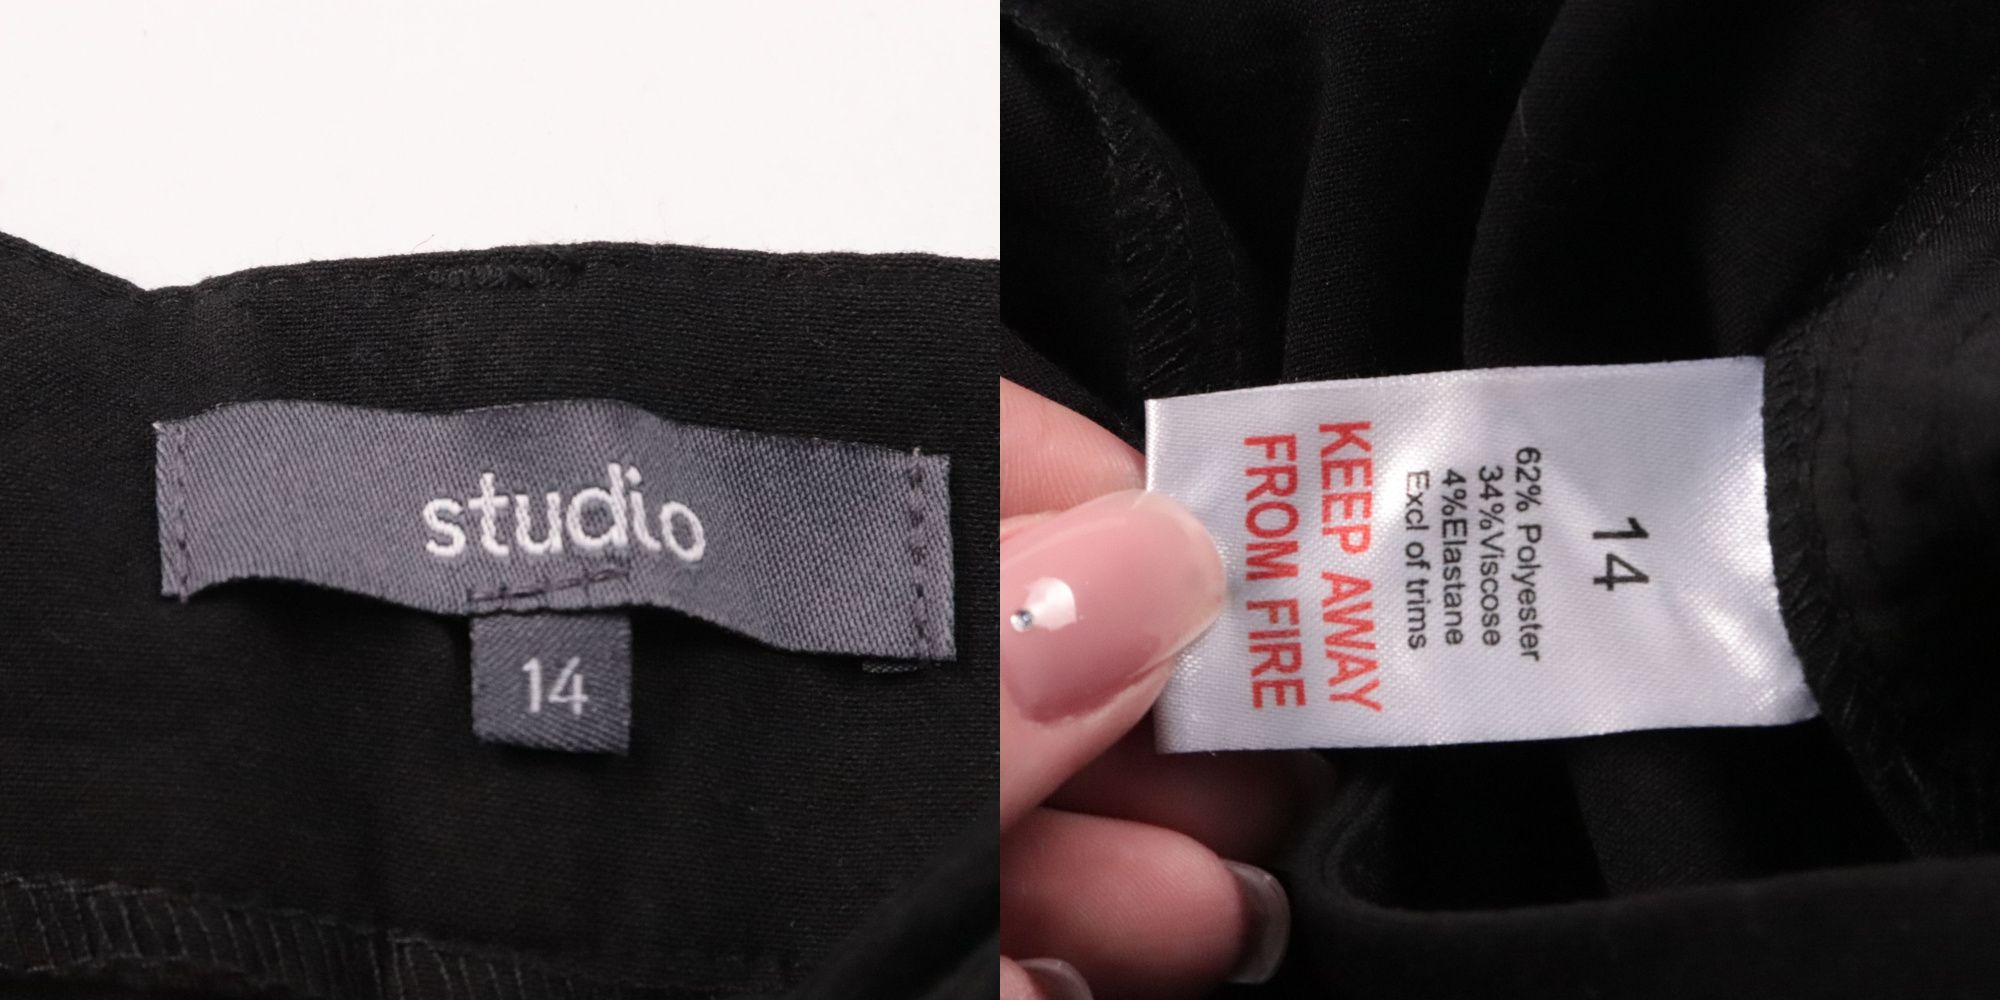 studio
14
14
62% Polyester
34%Viscose
4%Elastane
Excl of trims
KEEP AWAY
FROM FIRE